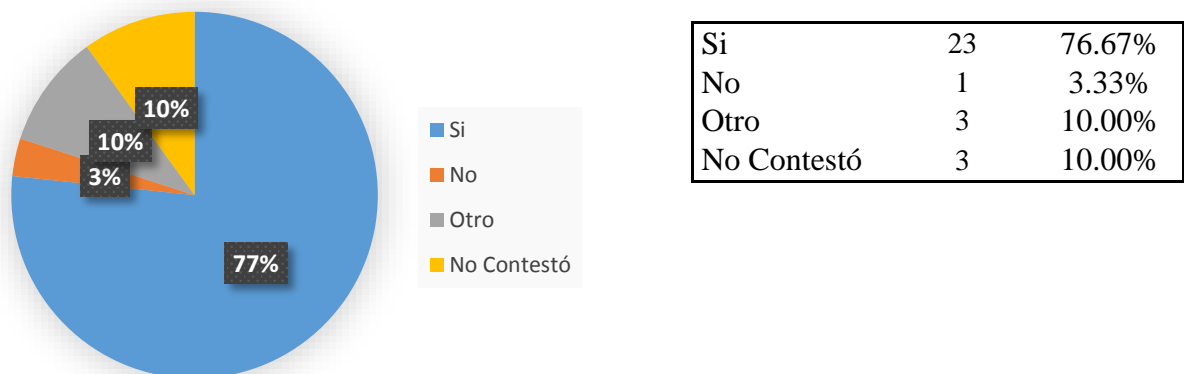 10%
10%
3%
77%
Si
No
Otro
No Contestó
Si 23 76.67%
No 1 3.33%
Otro 3 10.00%
No Contestó 3 10.00%